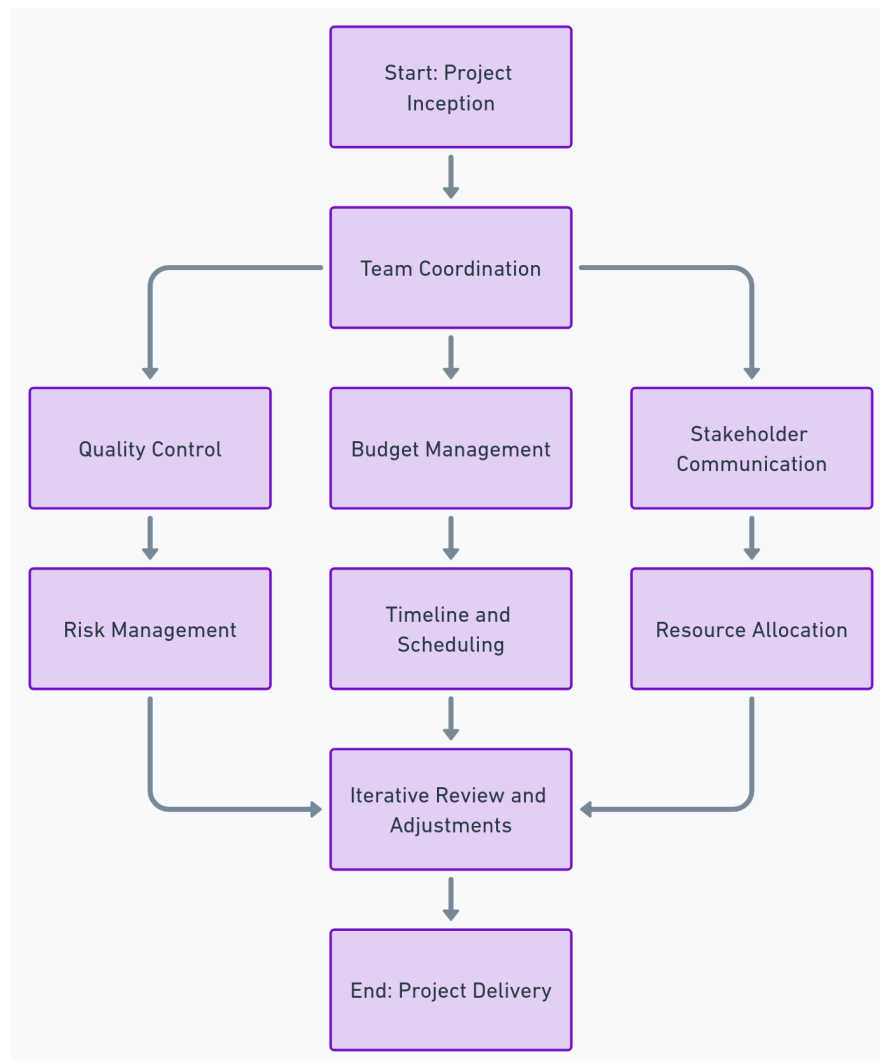 Start: Project
Inception
Team Coordination
Quality Control
Budget Management
Stakeholder
Communication
Risk Management
Timeline and
Scheduling
Resource Allocation
Iterative Review and
Adjustments
End: Project Delivery